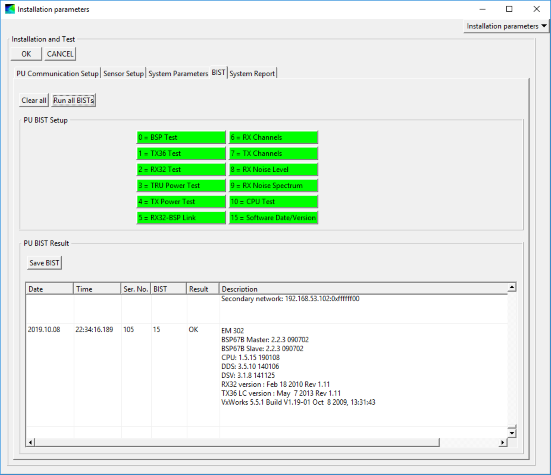 Installation parameters
Installation parameters
Installation and Test
OK CANCEL
PU Communication Setup Sensor Setup System Parameters BIST System Report
Clear all Run all BISTs
PU BIST Setup
0 = BSP Test 6 = RX Channels
1 = TX36 Test 7 = TX Channels
2 = RX32 Test 8 = RX Noise Level
3 = TRU Power Test 9 = RX Noise Spectrum
4 = TX Power Test 10 = CPU Test
5 = RX32-BSP Link 15 = Software Date/Version
PU BIST Result
Save BIST
Date Time Ser. No. BIST Result Description
Secondary network: 192.168.53.102:0xffffff00
2019.10.08 22:34:16.189 105 15 OK EM 302
BSP67B Master: 2.2.3 090702
BSP67B Slave: 2.2.3 090702
CPU: 1.5.15 190108
DDS: 3.5.10 140106
DSV: 3.1.8 141125
RX32 version : Feb 18 2010 Rev 1.11
TX36 LC version : May 7 2013 Rev 1.11
VxWorks 5.5.1 Build V1.19-01 Oct 8 2009, 13:31:43